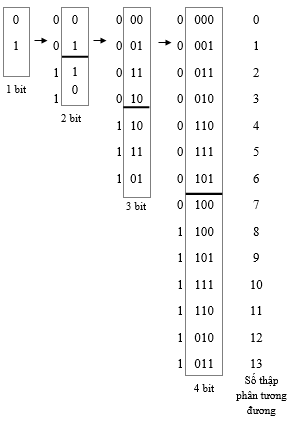 0 0 0 0 00 0 000 0
1 0 1 0 01 0 001 1
1 1 0 11 0 011 2
1 bit 1 0 0 10 0 010 3
2 bit 1 10 0 110 4
1 11 0 111 5
1 01 0 101 6
3 bit 0 100 7
1 100 8
1 101 9
1 111 10
1 110 11
1 010 12
1 011 13
4 bit
Số thập
phân tương
đương